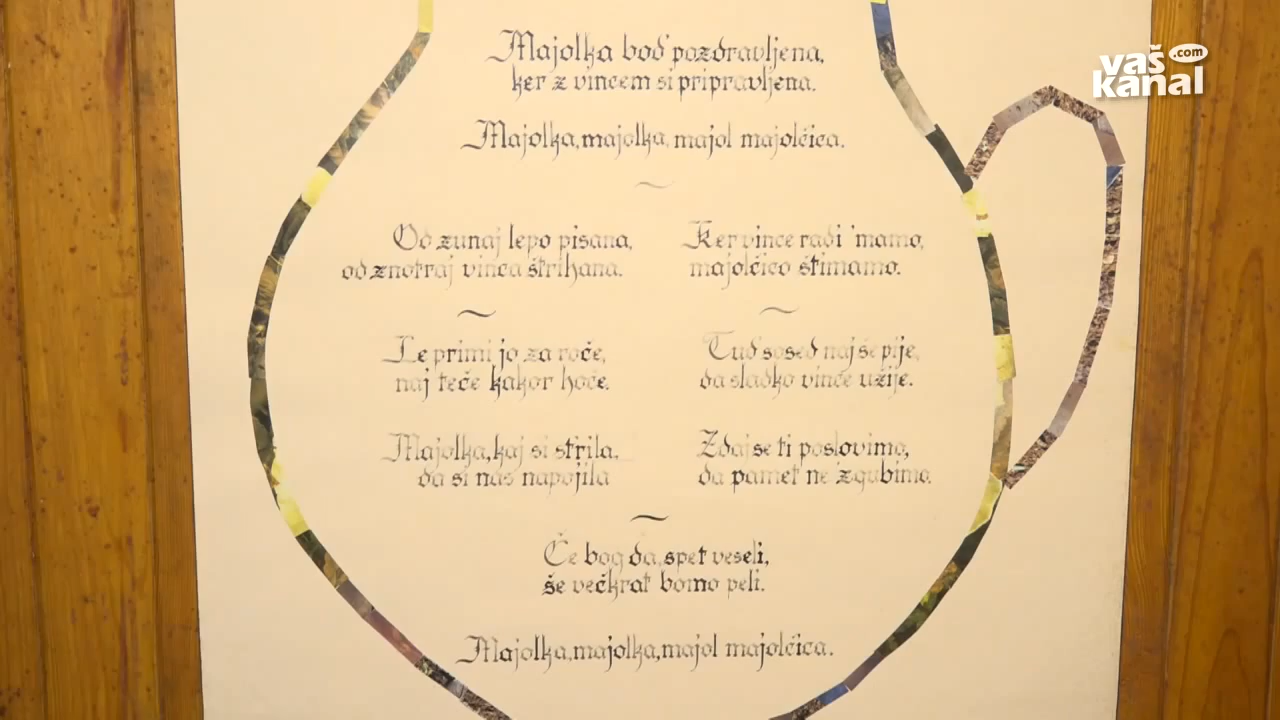 Majolka bod' pozdravljena,
ker z vincem si pripravljena.
Majolka, majolka, majol majolčica.
Od zunaj lepo pisana,
od znotraj vinca štrihana.
Le primi jo za roče,
naj teče kakor hoče.
Majolka, kaj si st'rila,
da si nas napojila
Ker vince radi 'mamo,
majolčico štimamo.
Tud' sosed naj še pije,
da sladko vince užije.
Zdaj se ti poslovimo,
da pamet ne 'zgubimo.
Če bog da, spet veseli,
še večkrat bomo peli.
Majolka, majolka, majol majolčica.
vaš
kanal
.com